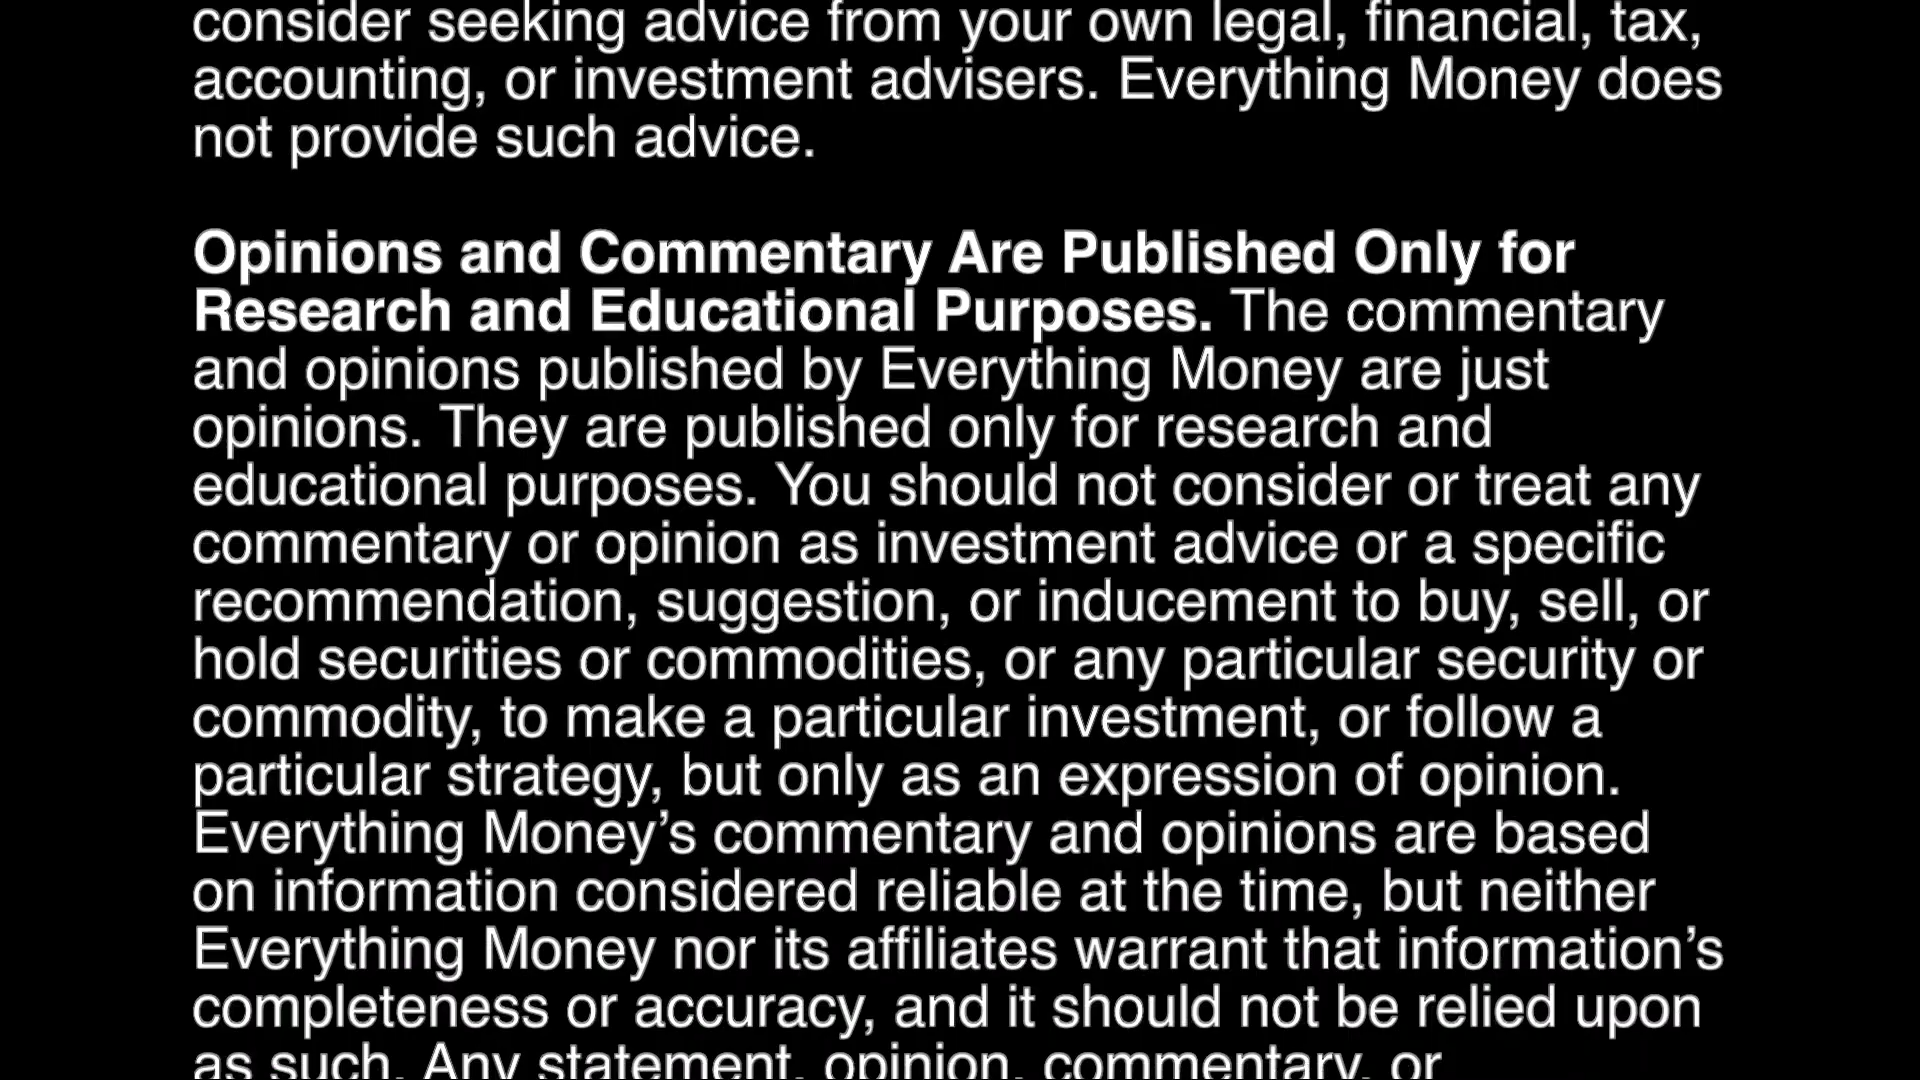 consider seeking advice from your own legal, financial, tax,
accounting, or investment advisers. Everything Money does
not provide such advice.
Opinions and Commentary Are Published Only for
Research and Educational Purposes. The commentary
and opinions published by Everything Money are just
opinions. They are published only for research and
educational purposes. You should not consider or treat any
commentary or opinion as investment advice or a specific
recommendation, suggestion, or inducement to buy, sell, or
hold securities or commodities, or any particular security or
commodity, to make a particular investment, or follow a
particular strategy, but only as an expression of opinion.
Everything Money’s commentary and opinions are based
on information considered reliable at the time, but neither
Everything Money nor its affiliates warrant that information’s
completeness or accuracy, and it should not be relied upon
as such. Any statement, opinion, commentary, or